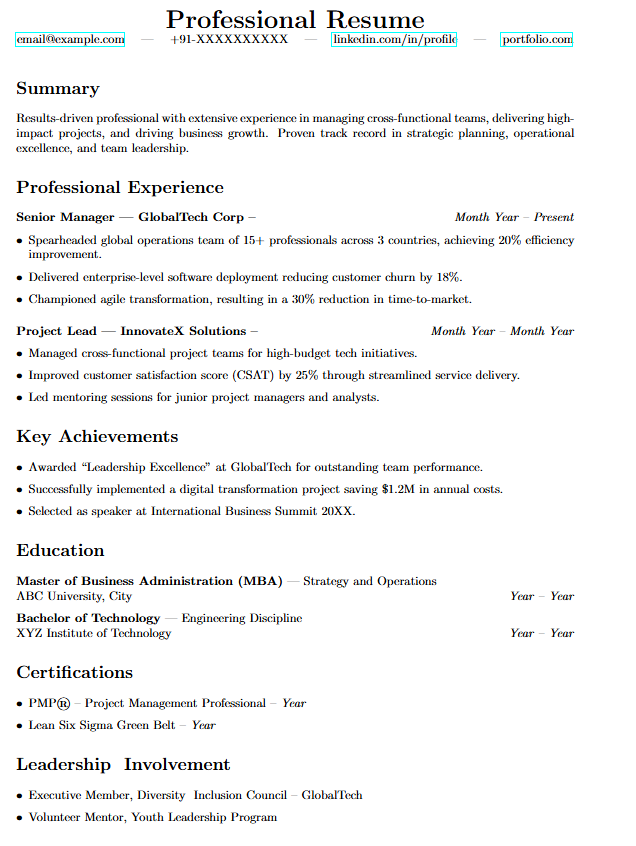 Professional Resume
email@example.com — +91-XXXXXXXXXX — linkedin.com/in/profile — portfolio.com
Summary
Results-driven professional with extensive experience in managing cross-functional teams, delivering high-
impact projects, and driving business growth. Proven track record in strategic planning, operational
excellence, and team leadership.
Professional Experience
Senior Manager — GlobalTech Corp – Month Year – Present
• Spearheaded global operations team of 15+ professionals across 3 countries, achieving 20% efficiency
improvement.
• Delivered enterprise-level software deployment reducing customer churn by 18%.
• Championed agile transformation, resulting in a 30% reduction in time-to-market.
Project Lead — InnovateX Solutions – Month Year – Month Year
• Managed cross-functional project teams for high-budget tech initiatives.
• Improved customer satisfaction score (CSAT) by 25% through streamlined service delivery.
• Led mentoring sessions for junior project managers and analysts.
Key Achievements
• Awarded “Leadership Excellence” at GlobalTech for outstanding team performance.
• Successfully implemented a digital transformation project saving $1.2M in annual costs.
• Selected as speaker at International Business Summit 20XX.
Education
Master of Business Administration (MBA) — Strategy and Operations
ABC University, City Year – Year
Bachelor of Technology — Engineering Discipline
XYZ Institute of Technology Year – Year
Certifications
• PMP® – Project Management Professional – Year
• Lean Six Sigma Green Belt – Year
Leadership Involvement
• Executive Member, Diversity Inclusion Council – GlobalTech
• Volunteer Mentor, Youth Leadership Program